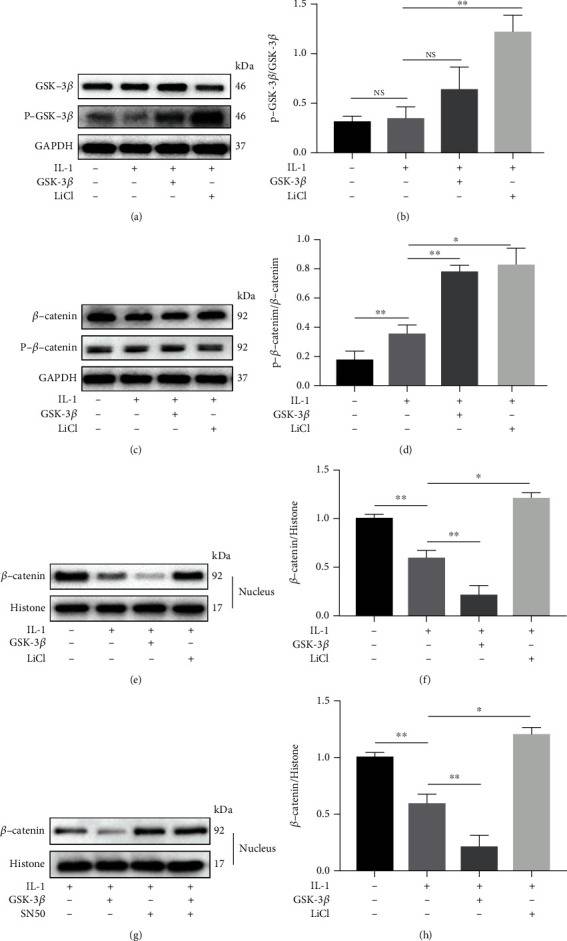 kDa
GSK–3β 46
P–GSK–3β 46
GAPDH 37
IL-1 – + + +
GSK-3β – – + –
LiCl – – – +
(a)
p–GSK–3β/GSK-3β
1.5
1.0
0.5
0.0
**
NS
NS
IL-1 – + + +
GSK-3β – – + –
LiCl – – – +
(b)
kDa
β–catenin 92
P–β–catenin 92
GAPDH 37
IL-1 – + + +
GSK-3β – – + –
LiCl – – – +
(c)
p–β–catenim/β–catenim
1.0
0.8
0.6
0.4
0.2
0.0
*
**
**
IL-1 – + + +
GSK-3β – – + –
LiCl – – – +
(d)
kDa
β–catenin 92
Nucleus
Histone 17
IL-1 – + + +
GSK-3β – – + –
LiCl – – – +
(e)
β–catenin/Histone
1.5
1.0
0.5
0.0
*
**
**
IL-1 – + + +
GSK-3β – – + –
LiCl – – – +
(f)
kDa
β–catenin 92
Nucleus
Histone 17
IL-1 + + + +
GSK-3β – + – +
SN50 – – + +
(g)
β–catenin/Histone
1.5
1.0
0.5
0.0
*
**
**
IL-1 – + + +
GSK-3β – – + –
LiCl – – – +
(h)